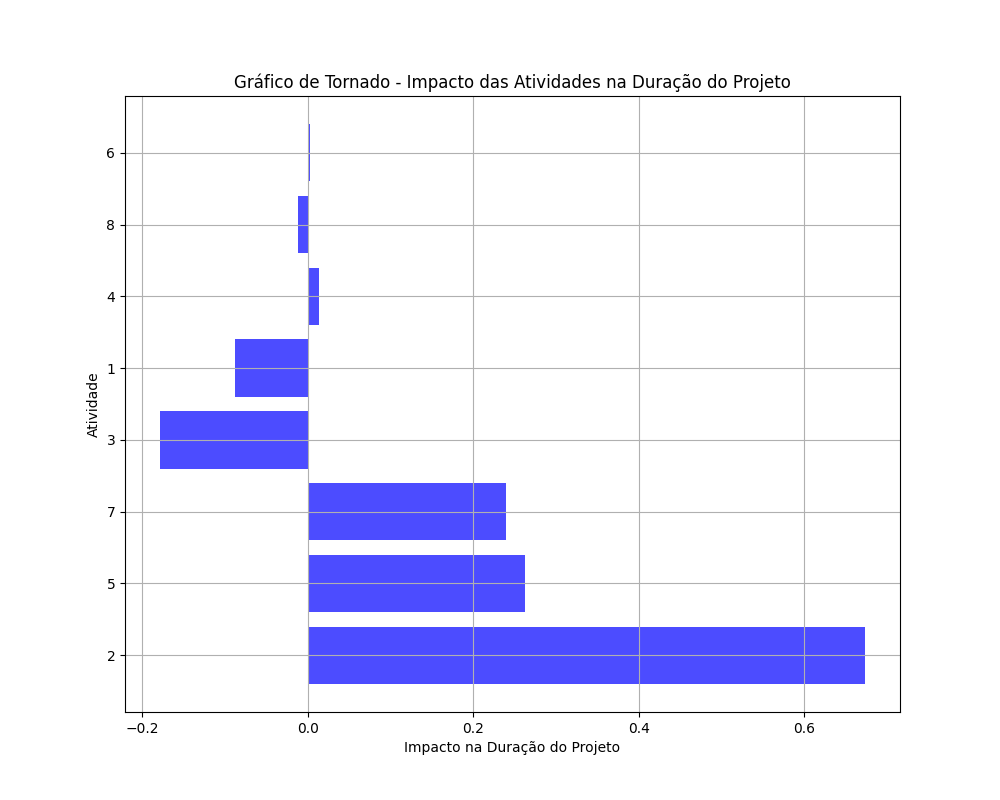 Gráfico de Tornado - Impacto das Atividades na Duração do Projeto
6
8
4
1
3
7
5
2
Atividade
−0.2 0.0 0.2 0.4 0.6
Impacto na Duração do Projeto